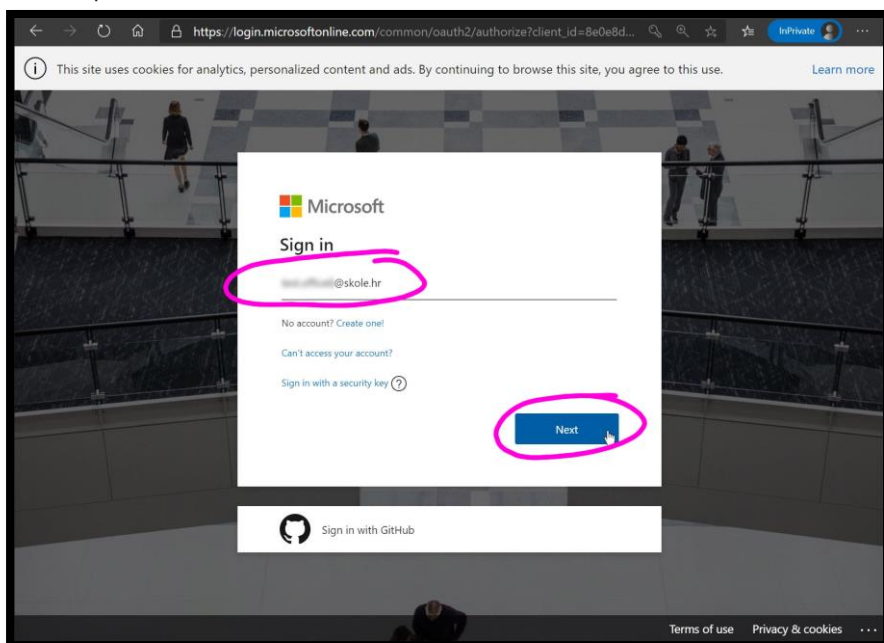 https://login.microsoftonline.com/common/oauth2/authorize?client_id=8e0e8d...
InPrivate
This site uses cookies for analytics, personalized content and ads. By continuing to browse this site, you agree to this use.
Learn more
Microsoft
Sign in
@skole.hr
No account? Create one!
Can't access your account?
Sign in with a security key
Next
Sign in with GitHub
Terms of use Privacy & cookies ...